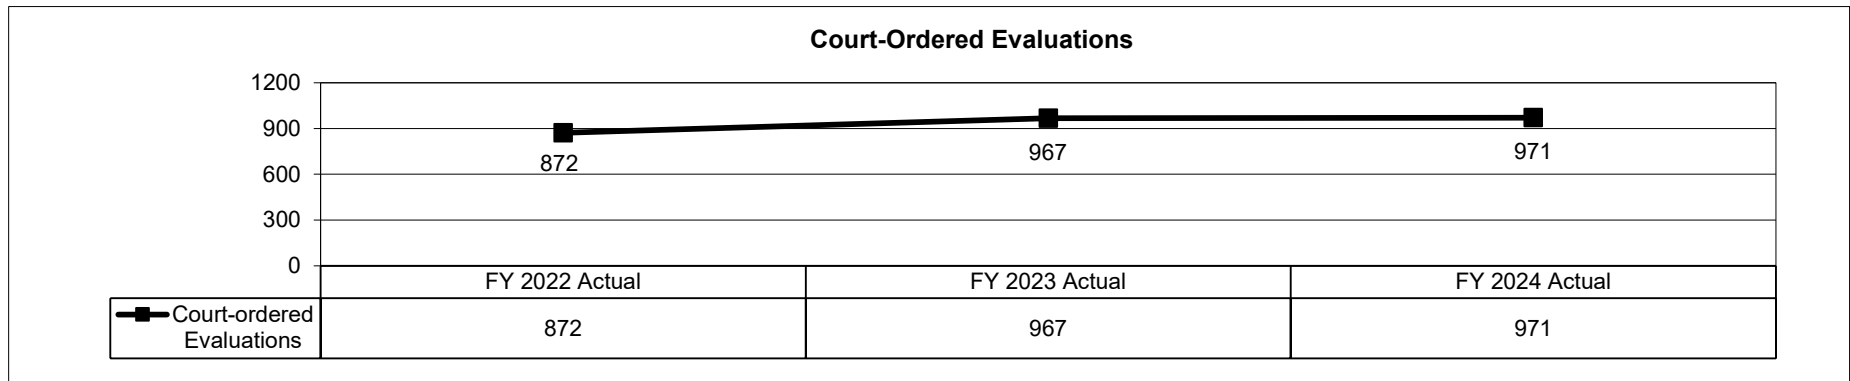 Court-Ordered Evaluations
1200
900
600
300
0
872
967
971
FY 2022 Actual
FY 2023 Actual
FY 2024 Actual
Court-ordered
Evaluations
872
967
971